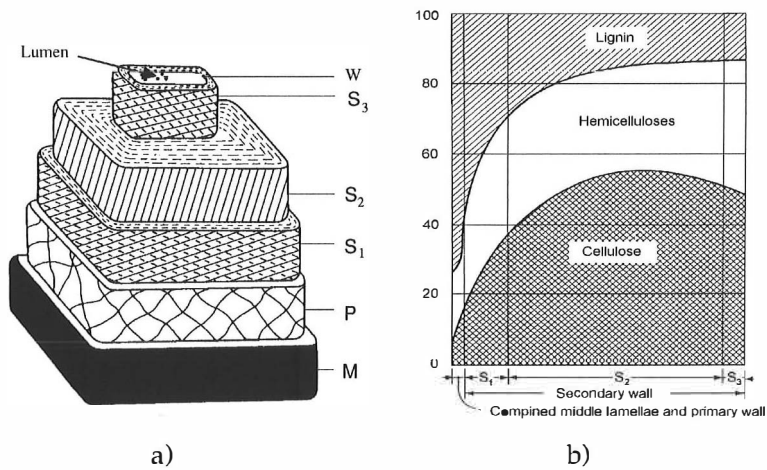 Lumen
W
S3
S2
S1
P
M
a)
100
80
60
40
20
0
Lignin
Hemicelluloses
Cellulose
S1
S2
S3
Secondary wall
Compined middle lamellae and primary wall
b)